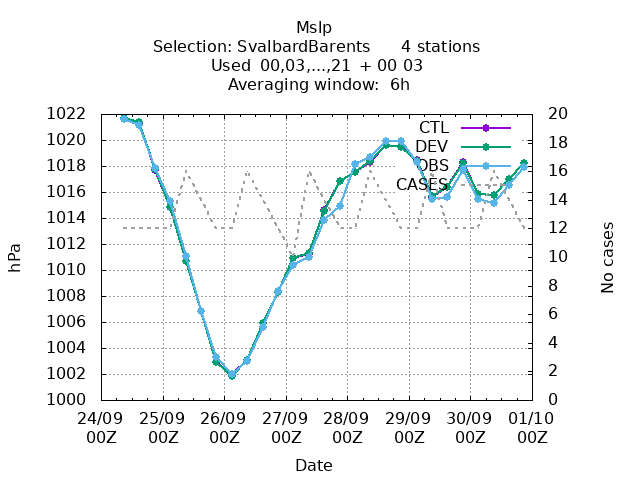 Mslp
Selection: SvalbardBarents 4 stations
Used 00,03,...,21 + 00 03
Averaging window: 6h
1022
1020
1018
1016
1014
1012
1010
1008
1006
1004
1002
1000
hPa
20
18
16
14
12
10
8
6
4
2
0
No cases
CTL
DEV
OBS
CASES
24/09 25/09 26/09 27/09 28/09 29/09 30/09 01/10
00Z 00Z 00Z 00Z 00Z 00Z 00Z 00Z
Date